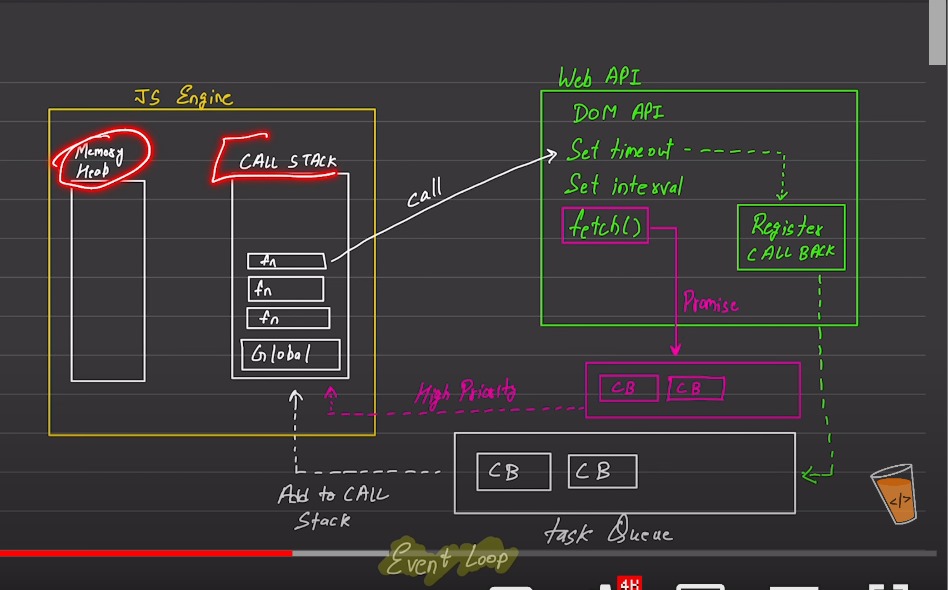 JS Engine
Memory
Heap
CALL STACK
fn
fn
fn
Global
call
Web API
DOM API
Set timeout
Set interval
fetch()
Register
CALL BACK
Promise
CB CB
High Priority
CB CB
Add to CALL
Stack
task Queue
</>
Event Loop
4K